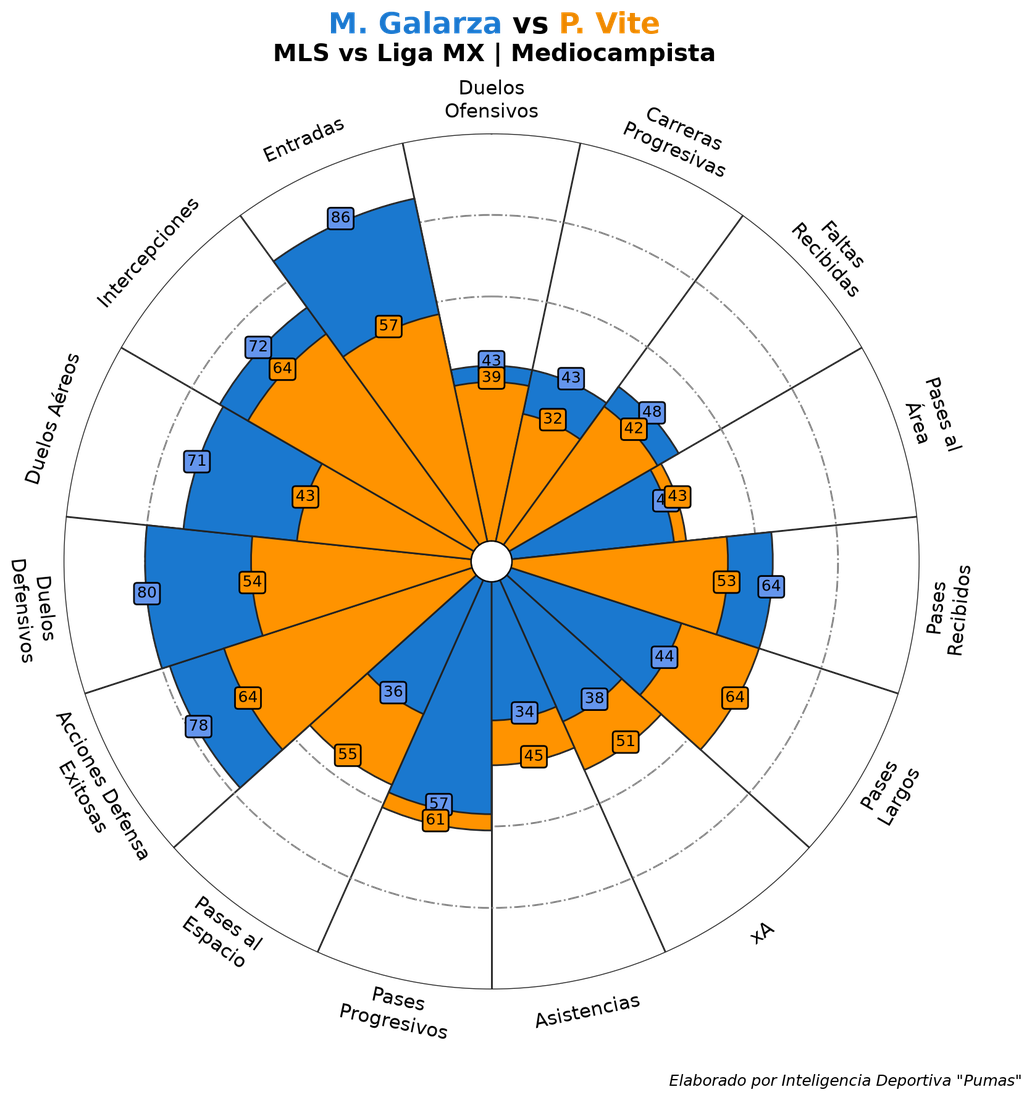 M. Galarza vs P. Vite
MLS vs Liga MX | Mediocampista
Duelos
Ofensivos
43
39
Carreras
Progresivas
43
32
Faltas
Recibidas
48
42
Pases al
Área
43
Pases
Recibidos
64
53
Pases
Largos
44
64
xA
38
51
Asistencias
34
45
Pases
Progresivos
57
61
Pases al
Espacio
36
55
Acciones Defensa
Exitosas
78
64
Duelos
Defensivos
80
54
Duelos Aéreos
71
43
Intercepciones
72
64
Entradas
86
57
Elaborado por Inteligencia Deportiva "Pumas"